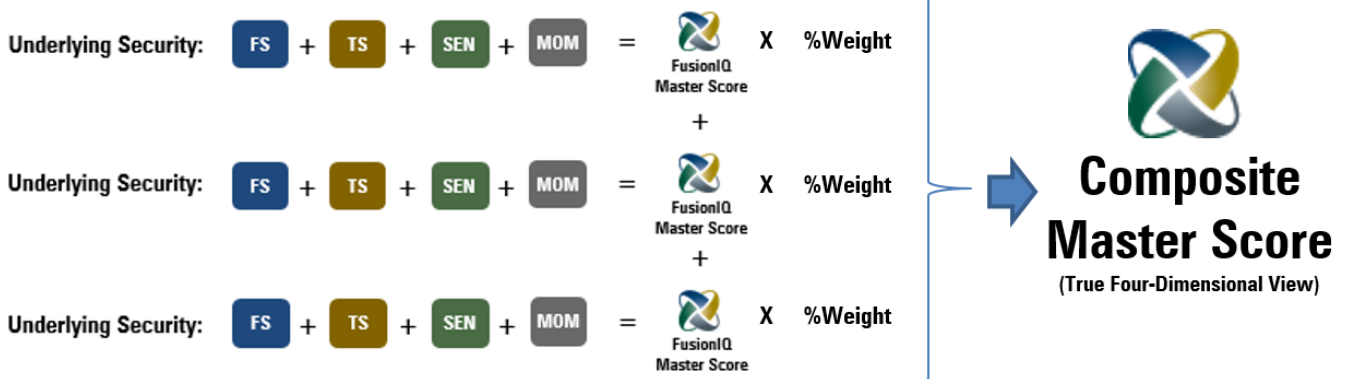 Underlying Security: FS + TS + SEN + MOM = FusionIQ Master Score X %Weight
+
Underlying Security: FS + TS + SEN + MOM = FusionIQ Master Score X %Weight
+
Underlying Security: FS + TS + SEN + MOM = FusionIQ Master Score X %Weight
Composite
Master Score
(True Four-Dimensional View)